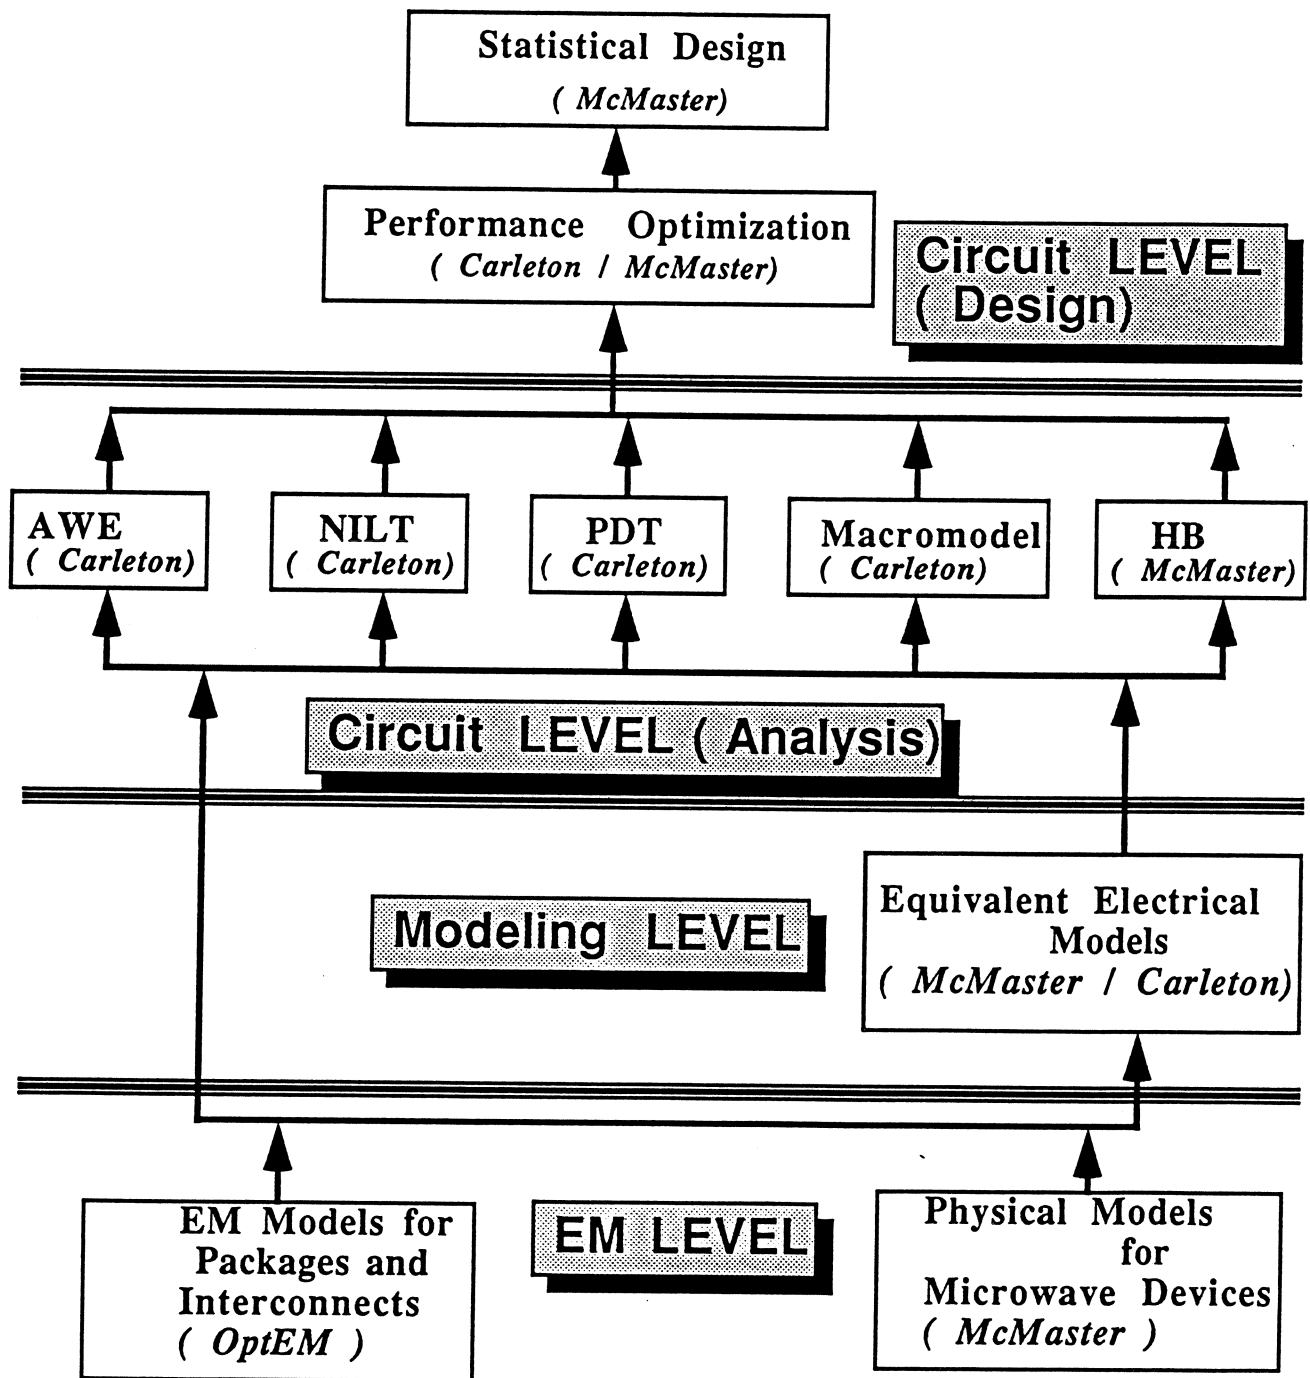 Statistical Design
( McMaster)
Performance Optimization
( Carleton / McMaster)
Circuit LEVEL
( Design)
AWE
( Carleton)
NILT
( Carleton)
PDT
( Carleton)
Macromodel
( Carleton)
HB
( McMaster)
Circuit LEVEL ( Analysis)
Modeling LEVEL
Equivalent Electrical
Models
( McMaster / Carleton)
EM Models for
Packages and
Interconnects
( OptEM )
EM LEVEL
Physical Models
for
Microwave Devices
( McMaster )